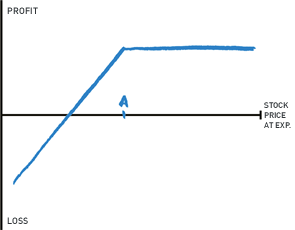 PROFIT
A
STOCK
PRICE
AT EXP.
LOSS